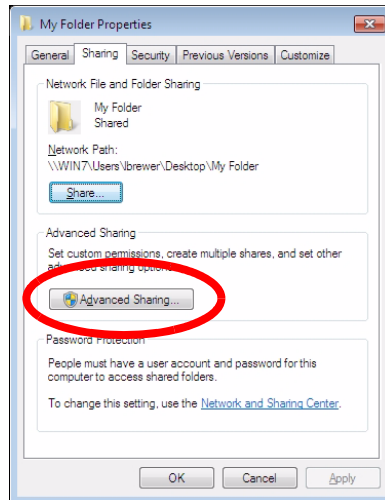 My Folder Properties
General Sharing Security Previous Versions Customize
Network File and Folder Sharing
My Folder
Shared
Network Path:
\\WIN7\Users\lbrewer\Desktop\My Folder
Share...
Advanced Sharing
Set custom permissions, create multiple shares, and set other
advanced sharing options.
Advanced Sharing...
Password Protection
People must have a user account and password for this
computer to access shared folders.
To change this setting, use the Network and Sharing Center.
OK Cancel Apply